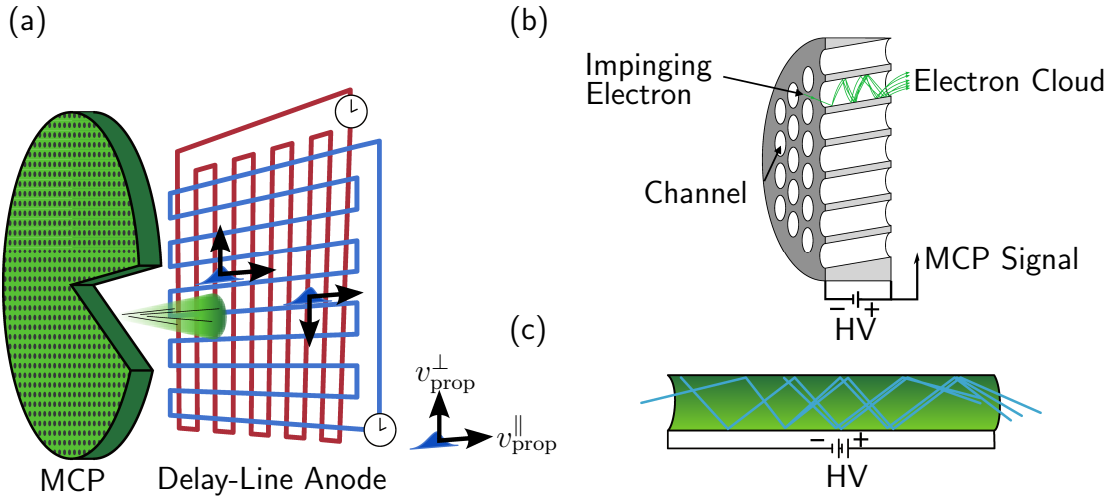 (a)
MCP
Delay-Line Anode
v⊥prop
v∥prop
(b)
Impinging
Electron
Electron Cloud
Channel
MCP Signal
− +
HV
(c)
− +
HV